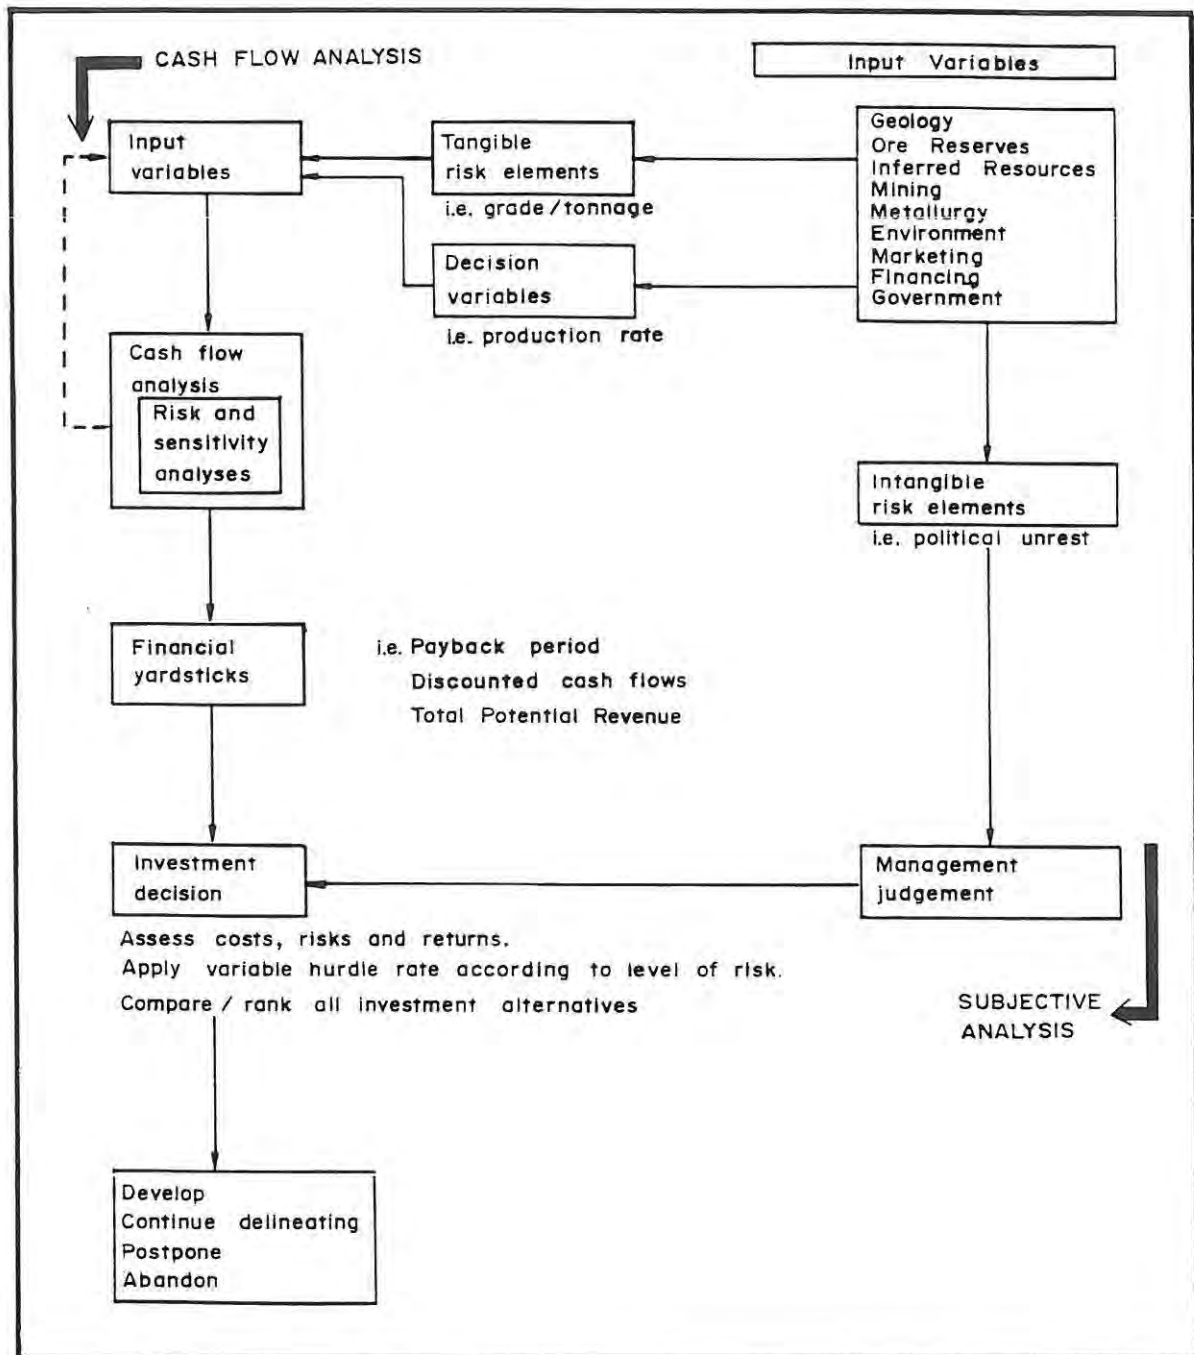 CASH FLOW ANALYSIS
Input Variables
Input
variables
Tangible
risk elements
i.e. grade/tonnage
Decision
variables
i.e. production rate
Geology
Ore Reserves
Inferred Resources
Mining
Metallurgy
Environment
Marketing
Financing
Government
Cash flow
analysis
Risk and
sensitivity
analyses
Intangible
risk elements
i.e. political unrest
Financial
yardsticks
i.e. Payback period
Discounted cash flows
Total Potential Revenue
Investment
decision
Management
judgement
Assess costs, risks and returns.
Apply variable hurdle rate according to level of risk.
Compare / rank all investment alternatives
SUBJECTIVE
ANALYSIS
Develop
Continue delineating
Postpone
Abandon